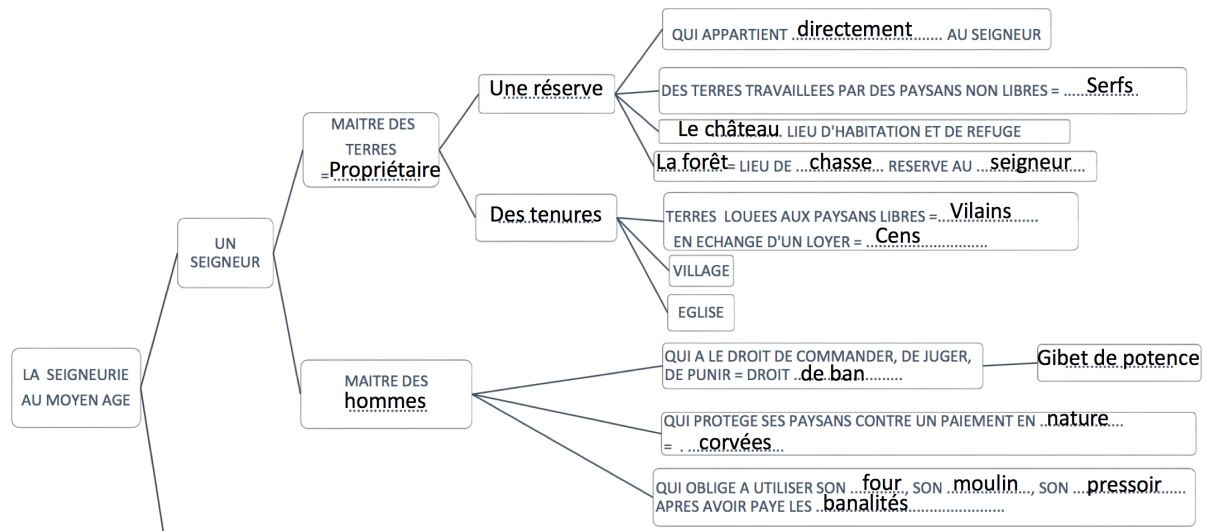 QUI APPARTIENT directement AU SEIGNEUR
Une réserve
DES TERRES TRAVAILLEES PAR DES PAYSANS NON LIBRES = Serfs
Le château LIEU D'HABITATION ET DE REFUGE
MAITRE DES
TERRES
=Propriétaire
La forêt= LIEU DE chasse RESERVE AU seigneur
Des tenures
TERRES LOUEES AUX PAYSANS LIBRES = Vilains
EN ECHANGE D'UN LOYER = Cens
UN
SEIGNEUR
VILLAGE
EGLISE
LA SEIGNEURIE
AU MOYEN AGE
MAITRE DES
hommes
QUI A LE DROIT DE COMMANDER, DE JUGER,
DE PUNIR = DROIT de ban
Gibet de potence
QUI PROTEGE SES PAYSANS CONTRE UN PAIEMENT EN nature
= . corvées
QUI OBLIGE A UTILISER SON four, SON moulin, SON pressoir
APRES AVOIR PAYE LES banalités